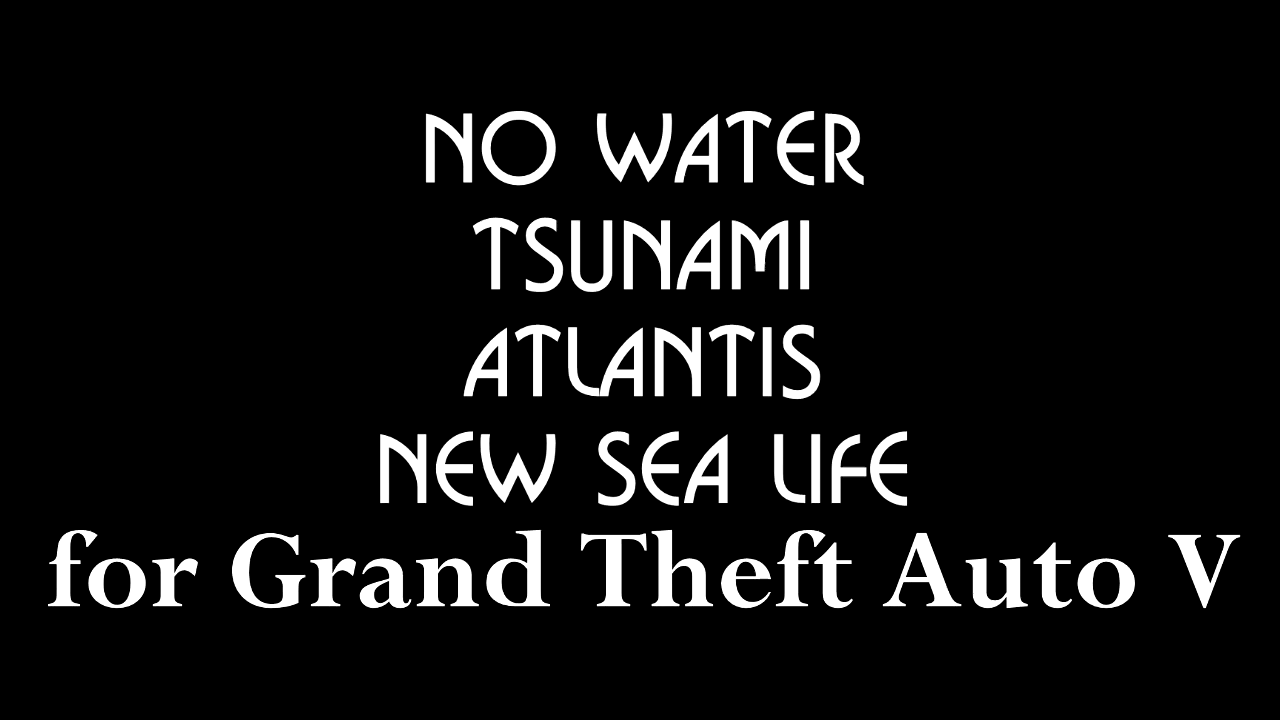 NO WATER
TSUNAMI
ATLANTIS
NEW SEA LIFE
for Grand Theft Auto V